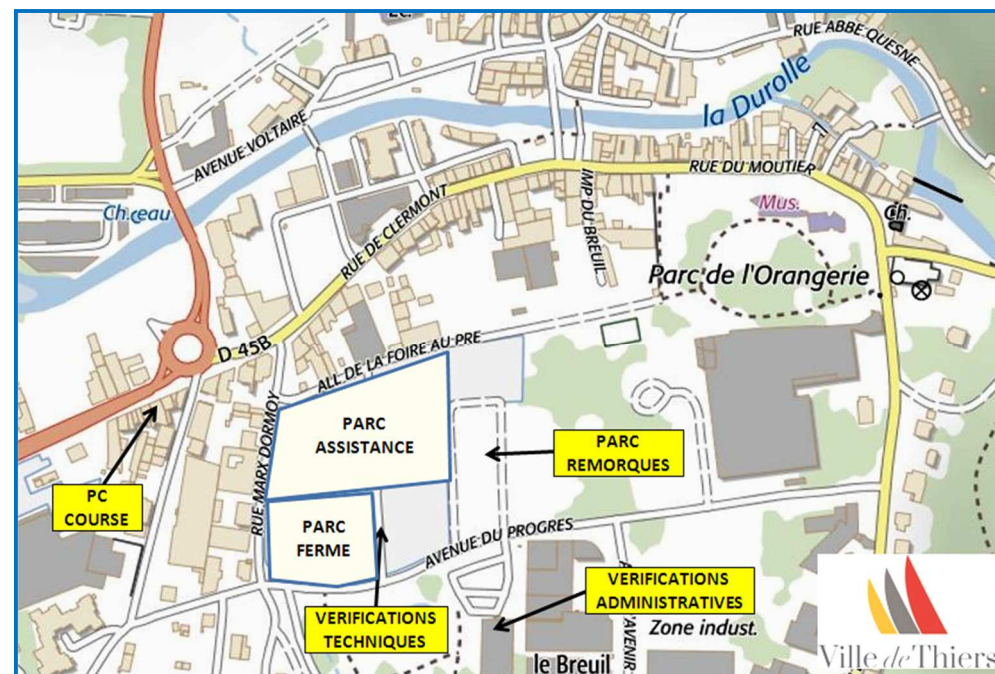 RUE ABBE QUESNE
la Durolle
AVENUE VOLTAIRE
RUE DU MOUTIER
RUE DE CLERMONT
IMP DU BREUIL
Mus.
Ch.
Parc de l'Orangerie
D 45B
ALL DE LA FOIRE AU PRE
RUE MARX DORMOY
PARC
ASSISTANCE
PARC
REMORQUES
PC
COURSE
PARC
FERME
AVENUE DU PROGRES
VERIFICATIONS
TECHNIQUES
VERIFICATIONS
ADMINISTRATIVES
Zone indust.
le Breuil
Ville de Thiers